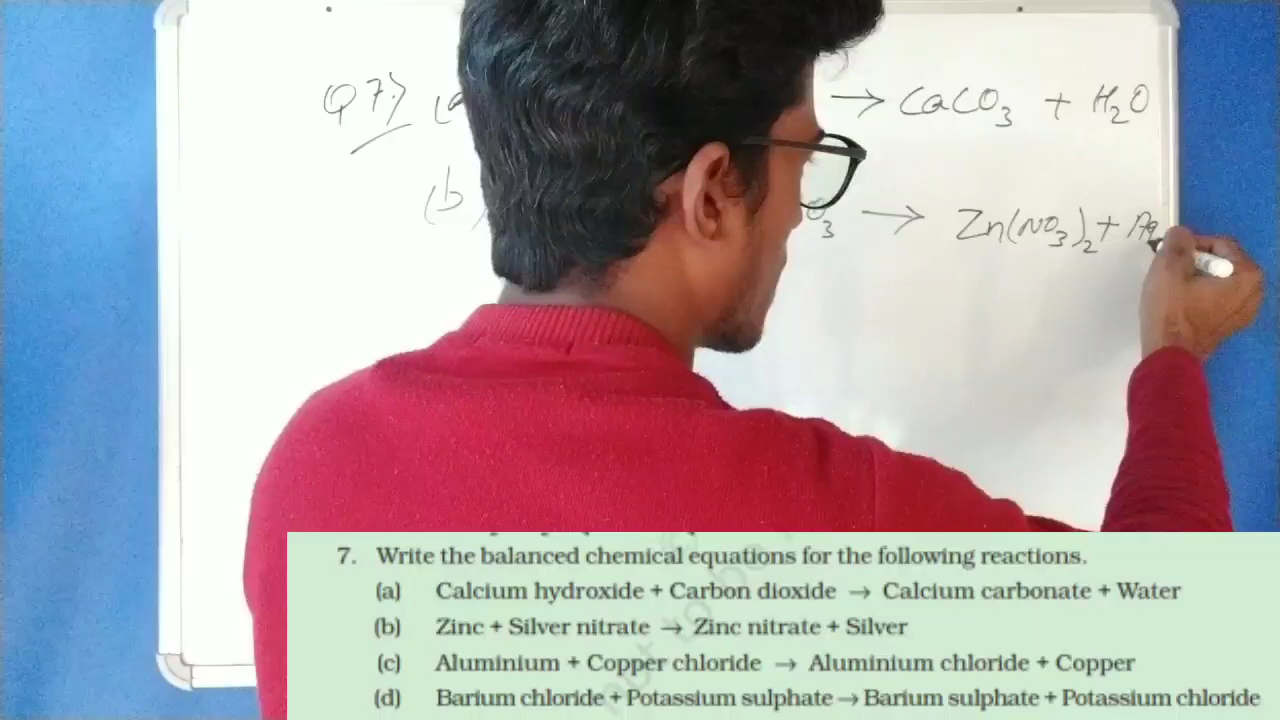 Q 7.) (a → CaCO3 + H2O
(b) O3 → Zn(NO3)2 + Ag
7. Write the balanced chemical equations for the following reactions.
(a) Calcium hydroxide + Carbon dioxide → Calcium carbonate + Water
(b) Zinc + Silver nitrate → Zinc nitrate + Silver
(c) Aluminium + Copper chloride → Aluminium chloride + Copper
(d) Barium chloride + Potassium sulphate → Barium sulphate + Potassium chloride